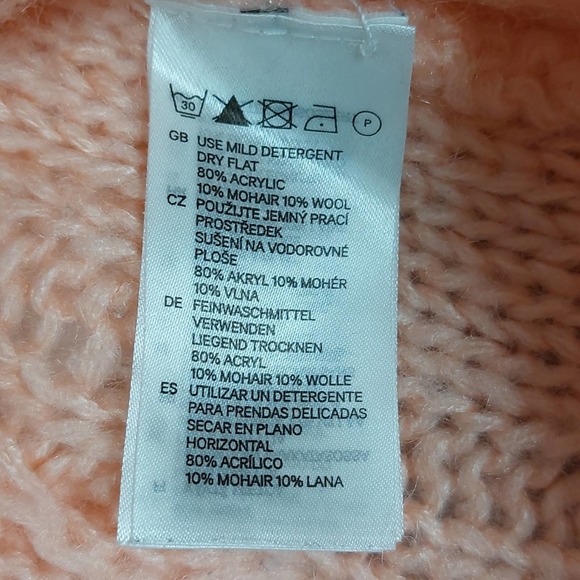 30
P
GB USE MILD DETERGENT
DRY FLAT
80% ACRYLIC
10% MOHAIR 10% WOOL
CZ POUŽIJTE JEMNÝ PRACÍ
PROSTŘEDEK
SUŠENÍ NA VODOROVNÉ
PLOŠE
80% AKRYL 10% MOHÉR
10% VLNA
DE FEINWASCHMITTEL
VERWENDEN
LIEGEND TROCKNEN
80% ACRYL
10% MOHAIR 10% WOLLE
ES UTILIZAR UN DETERGENTE
PARA PRENDAS DELICADAS
SECAR EN PLANO
HORIZONTAL
80% ACRÍLICO
10% MOHAIR 10% LANA